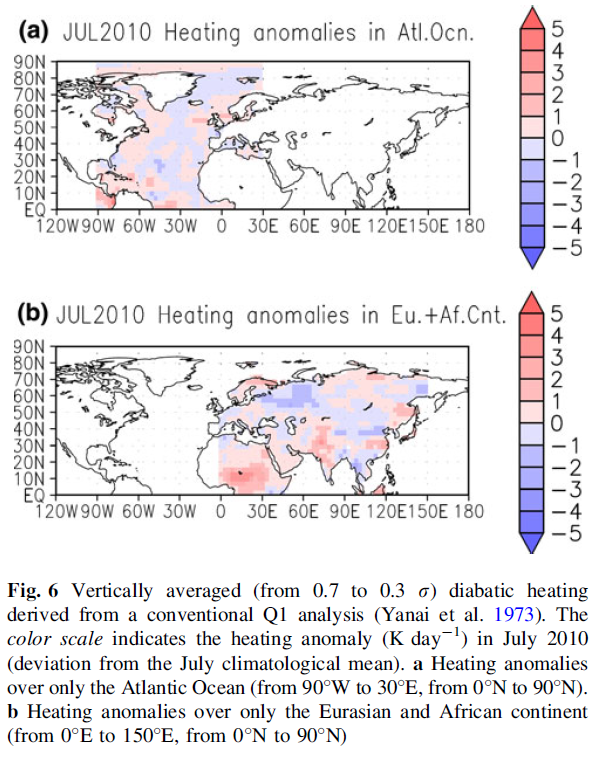 (a) JUL2010 Heating anomalies in Atl.Ocn.
90N
80N
70N
60N
50N
40N
30N
20N
10N
EQ
120W 90W 60W 30W 0 30E 60E 90E 120E 150E 180
5
4
3
2
1
0
−1
−2
−3
−4
−5
(b) JUL2010 Heating anomalies in Eu.+Af.Cnt.
90N
80N
70N
60N
50N
40N
30N
20N
10N
EQ
120W 90W 60W 30W 0 30E 60E 90E 120E 150E 180
5
4
3
2
1
0
−1
−2
−3
−4
−5
Fig. 6 Vertically averaged (from 0.7 to 0.3 σ) diabatic heating
derived from a conventional Q1 analysis (Yanai et al. 1973). The
color scale indicates the heating anomaly (K day−1) in July 2010
(deviation from the July climatological mean). a Heating anomalies
over only the Atlantic Ocean (from 90°W to 30°E, from 0°N to 90°N).
b Heating anomalies over only the Eurasian and African continent
(from 0°E to 150°E, from 0°N to 90°N)